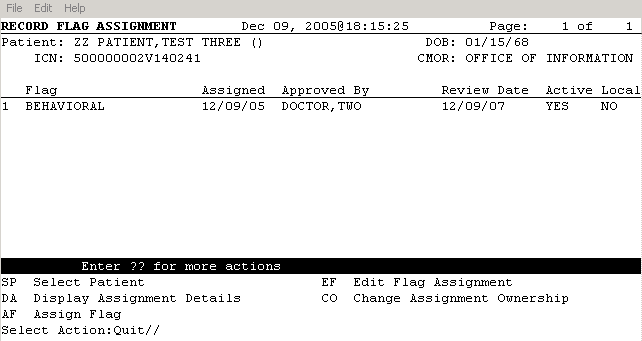 File Edit Help
RECORD FLAG ASSIGNMENT Dec 09, 2005@18:15:25 Page: 1 of 1
Patient: ZZ PATIENT,TEST THREE () DOB: 01/15/68
ICN: 500000002V140241 CMOR: OFFICE OF INFORMATION
Flag Assigned Approved By Review Date Active Local
1 BEHAVIORAL 12/09/05 DOCTOR,TWO 12/09/07 YES NO
Enter ?? for more actions
SP Select Patient EF Edit Flag Assignment
DA Display Assignment Details CO Change Assignment Ownership
AF Assign Flag
Select Action:Quit//